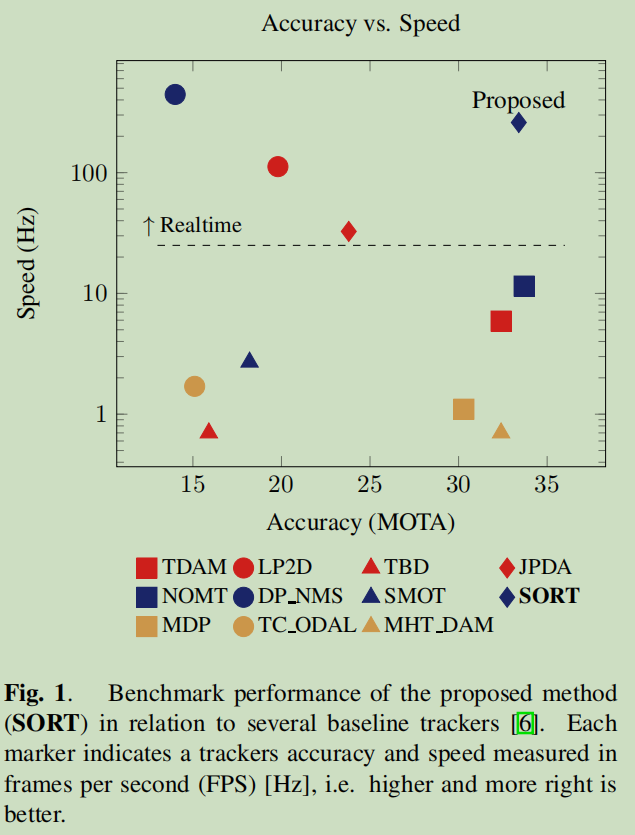 Accuracy vs. Speed
Proposed
100
↑ Realtime
10
1
Speed (Hz)
15 20 25 30 35
Accuracy (MOTA)
TDAM LP2D TBD JPDA
NOMT DP_NMS SMOT SORT
MDP TC_ODAL MHT_DAM
Fig. 1. Benchmark performance of the proposed method
(SORT) in relation to several baseline trackers [6]. Each
marker indicates a trackers accuracy and speed measured in
frames per second (FPS) [Hz], i.e. higher and more right is
better.